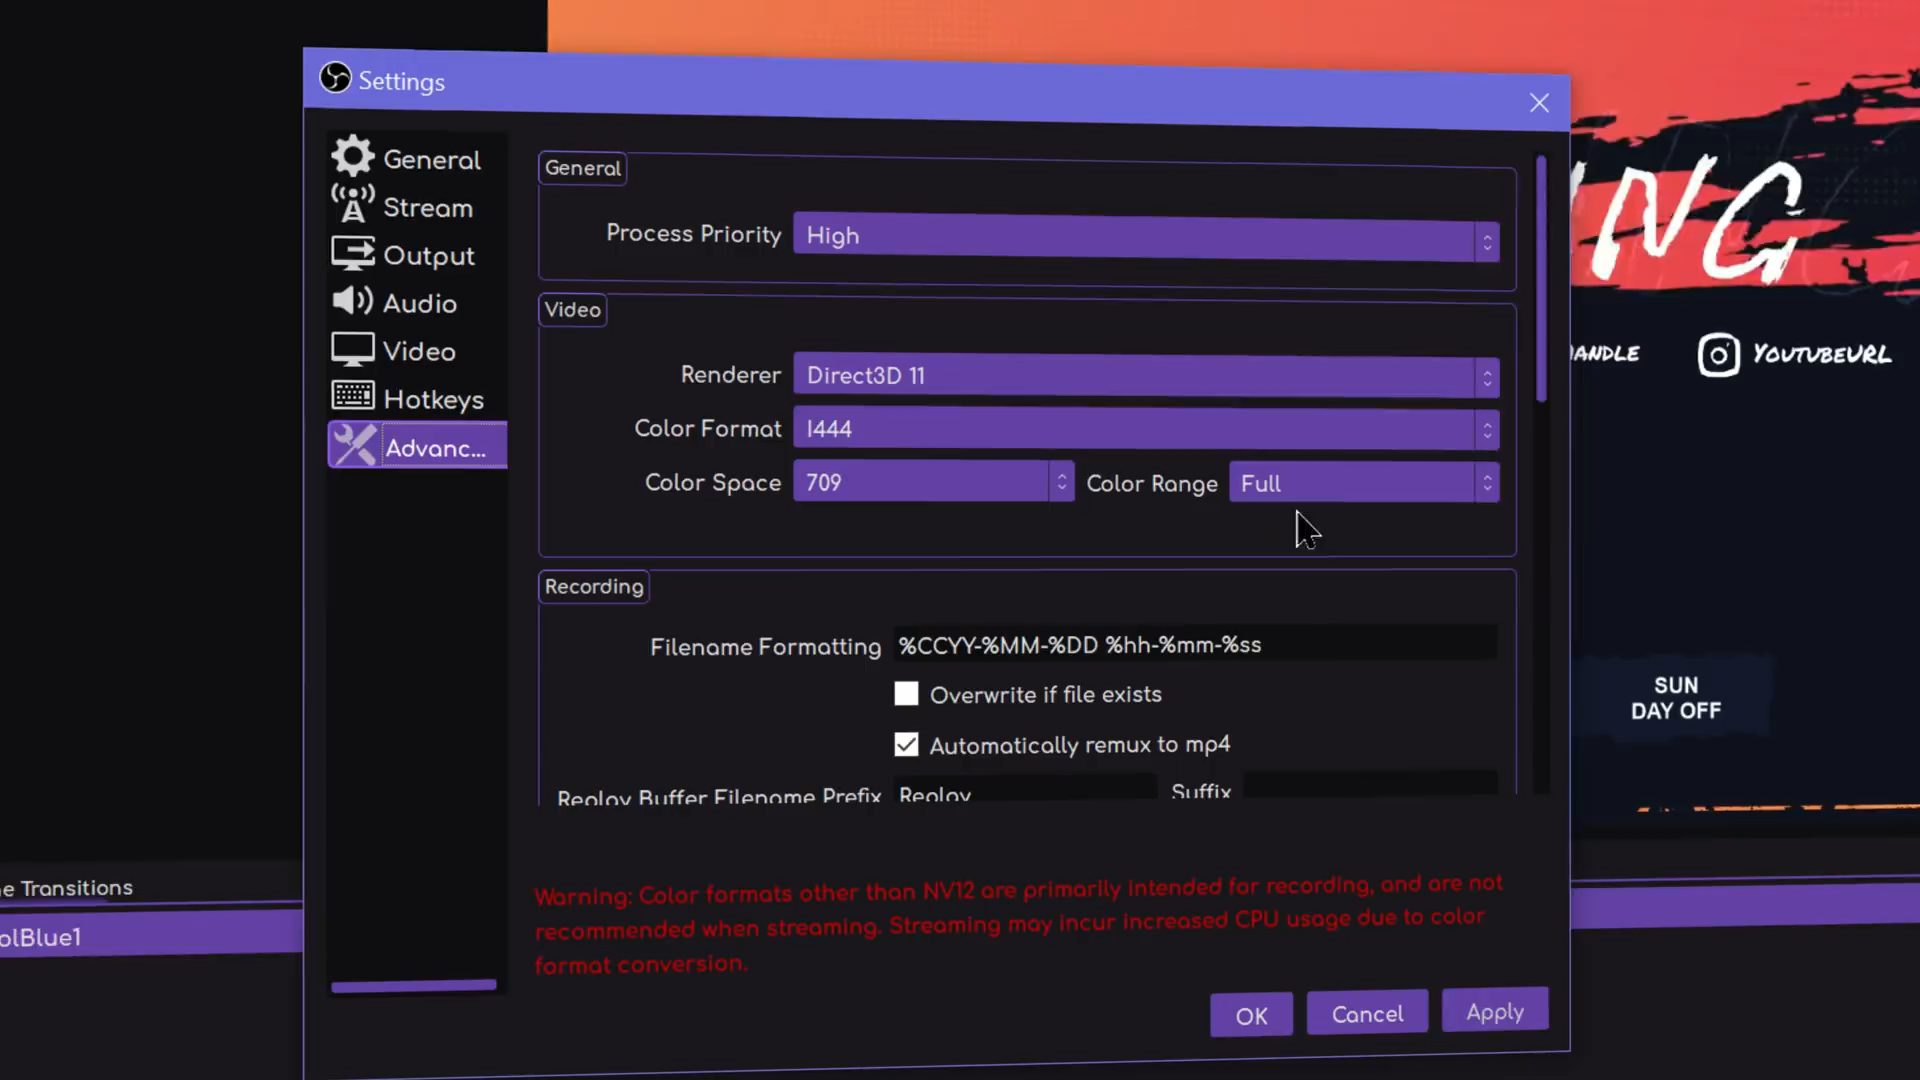 Settings
General
Stream
Output
Audio
Video
Hotkeys
Advanc...
General
Process Priority High
Video
Renderer Direct3D 11
Color Format I444
Color Space 709 Color Range Full
Recording
Filename Formatting %CCYY-%MM-%DD %hh-%mm-%ss
Overwrite if file exists
Automatically remux to mp4
Replay Buffer Filename Prefix Replay Suffix
Warning: Color formats other than NV12 are primarily intended for recording, and are not
recommended when streaming. Streaming may incur increased CPU usage due to color
format conversion.
OK Cancel Apply
NG
ANDLE YOUTUBEURL
SUN
DAY OFF
e Transitions
olBlue1